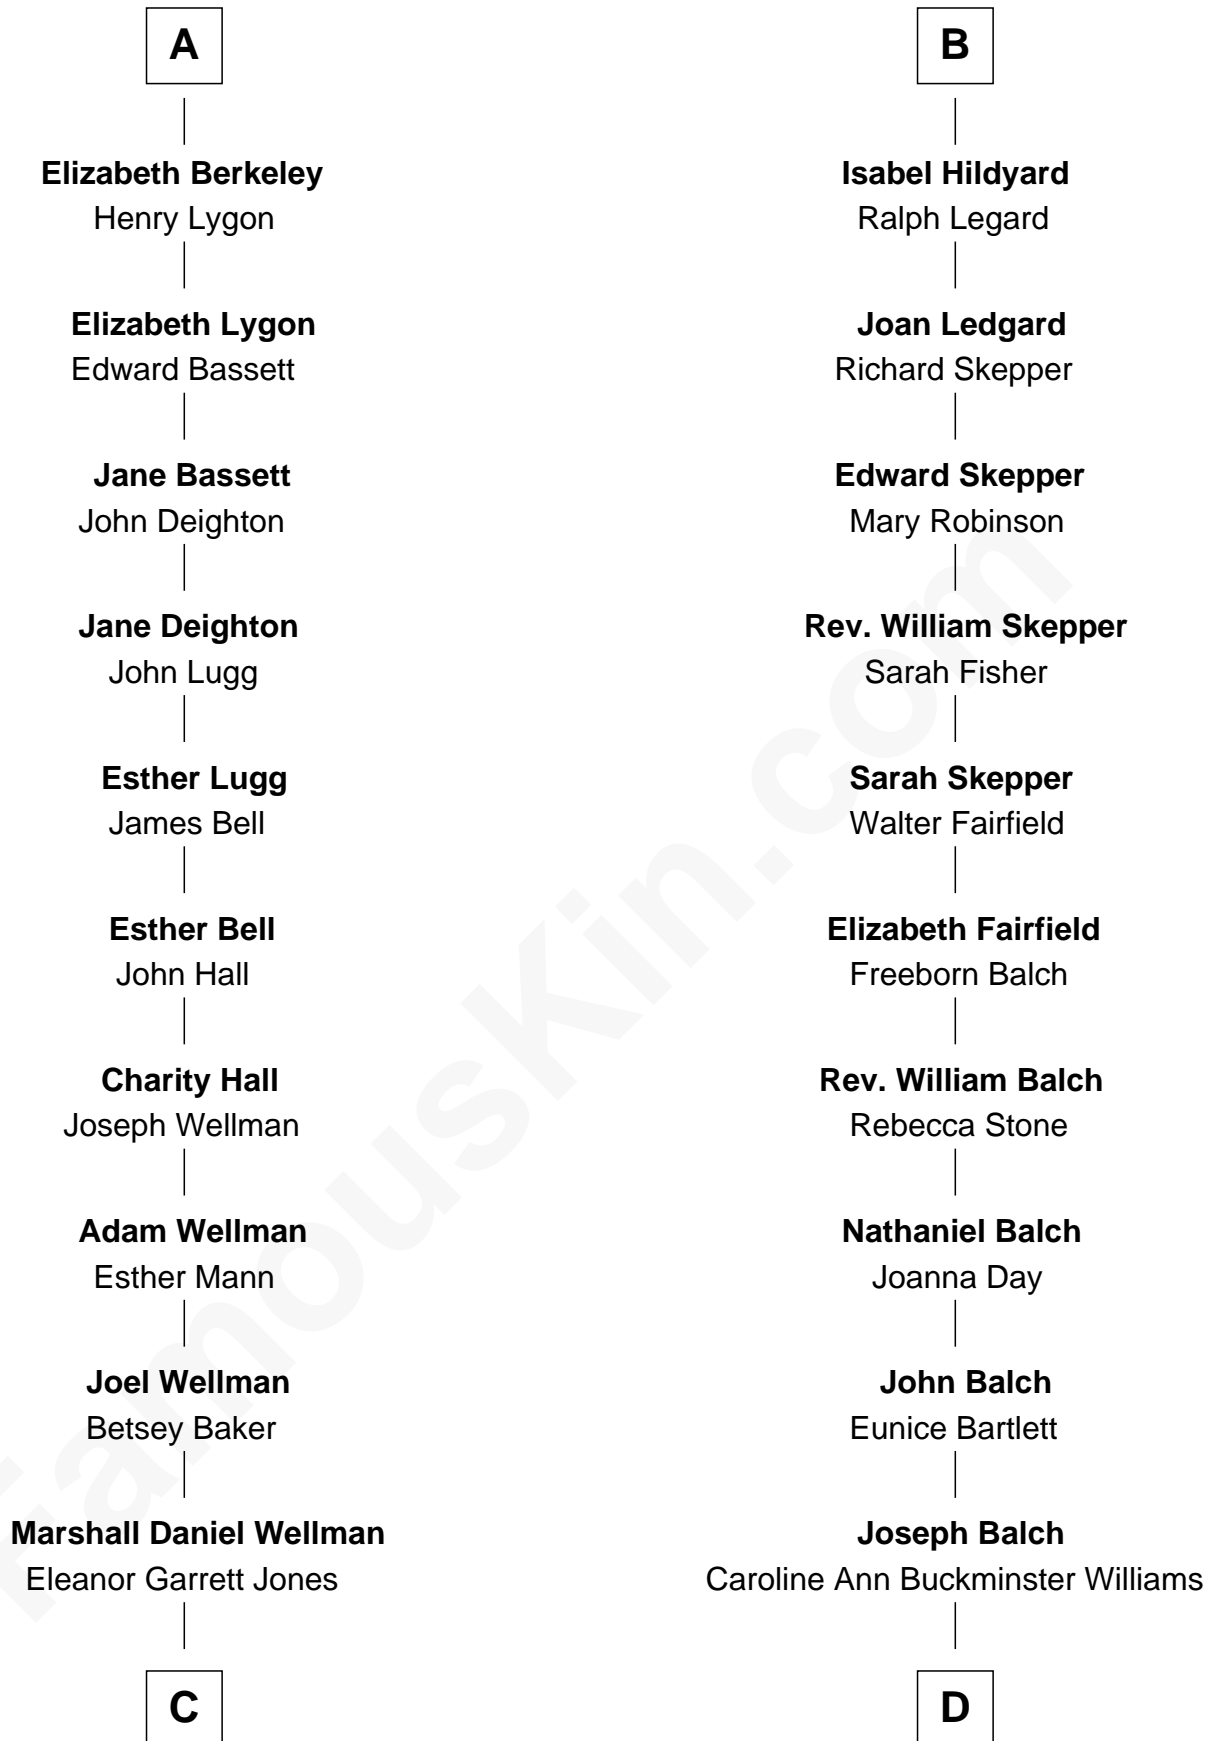 A
Elizabeth Berkeley
Henry Lygon
Elizabeth Lygon
Edward Bassett
Jane Bassett
John Deighton
Jane Deighton
John Lugg
Esther Lugg
James Bell
Esther Bell
John Hall
Charity Hall
Joseph Wellman
Adam Wellman
Esther Mann
Joel Wellman
Betsey Baker
Marshall Daniel Wellman
Eleanor Garrett Jones
C
B
Isabel Hildyard
Ralph Legard
Joan Ledgard
Richard Skepper
Edward Skepper
Mary Robinson
Rev. William Skepper
Sarah Fisher
Sarah Skepper
Walter Fairfield
Elizabeth Fairfield
Freeborn Balch
Rev. William Balch
Rebecca Stone
Nathaniel Balch
Joanna Day
John Balch
Eunice Bartlett
Joseph Balch
Caroline Ann Buckminster Williams
D
FamousKin.com